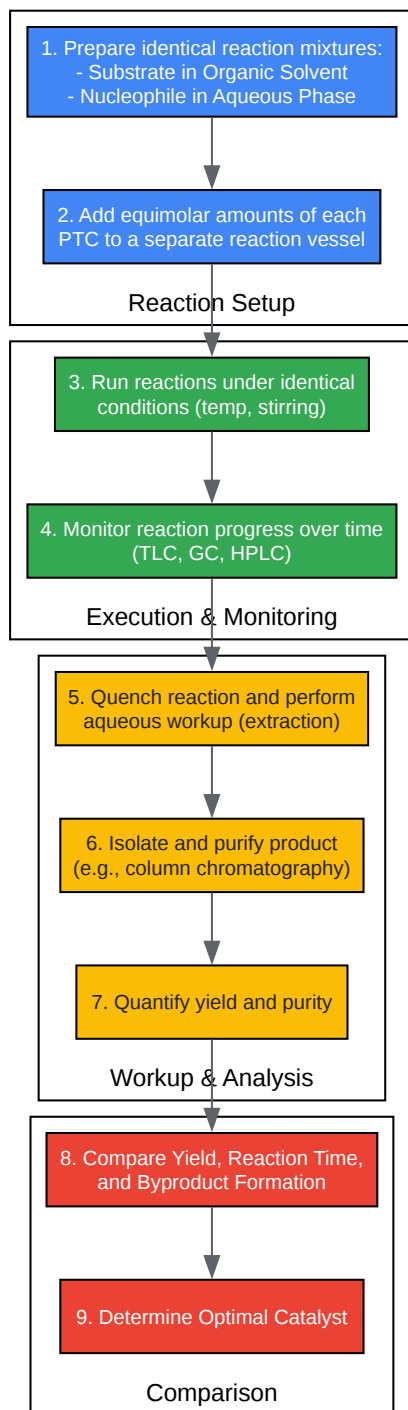 1. Prepare identical reaction mixtures:
- Substrate in Organic Solvent
- Nucleophile in Aqueous Phase
2. Add equimolar amounts of each
PTC to a separate reaction vessel
Reaction Setup
3. Run reactions under identical
conditions (temp, stirring)
4. Monitor reaction progress over time
(TLC, GC, HPLC)
Execution & Monitoring
5. Quench reaction and perform
aqueous workup (extraction)
6. Isolate and purify product
(e.g., column chromatography)
7. Quantify yield and purity
Workup & Analysis
8. Compare Yield, Reaction Time,
and Byproduct Formation
9. Determine Optimal Catalyst
Comparison